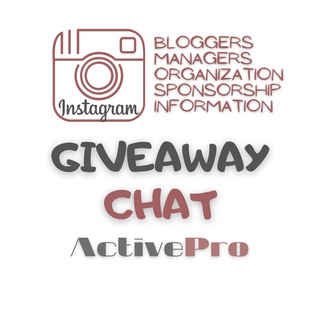 Instagram
BLOGGERS
MANAGERS
ORGANIZATION
SPONSORSHIP
INFORMATION
GIVEAWAY
CHAT
ActivePro